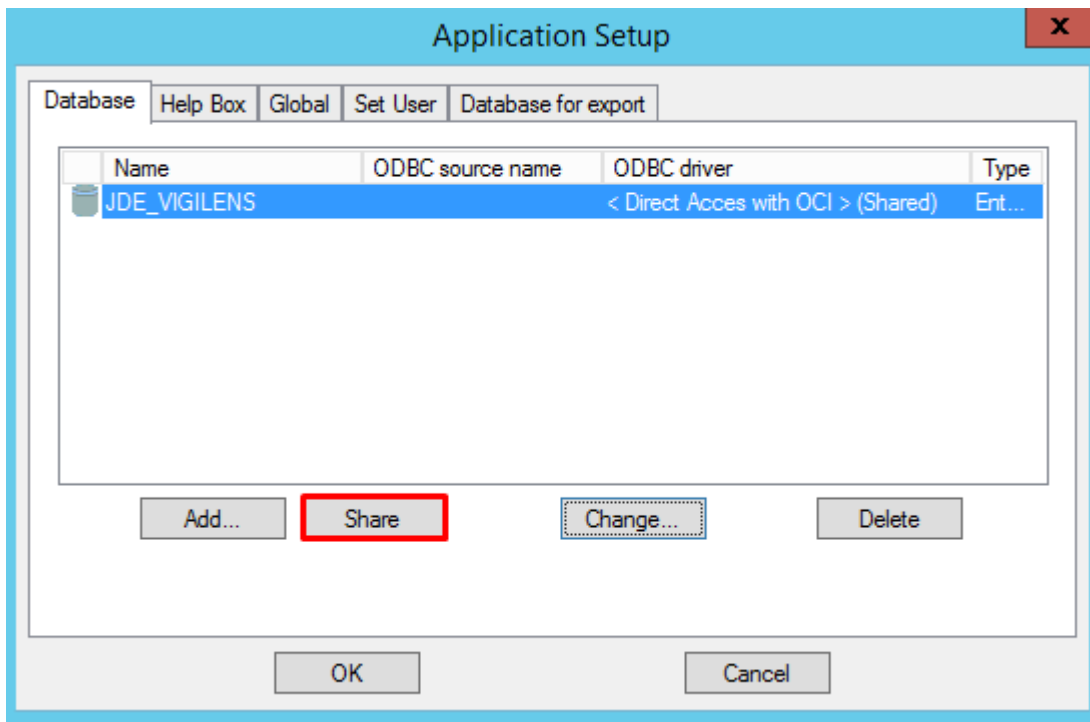 Application Setup
x
Database Help Box Global Set User Database for export
Name ODBC source name ODBC driver Type
JDE_VIGILENS < Direct Acces with OCI > (Shared) Ent...
Add... Share Change... Delete
OK Cancel